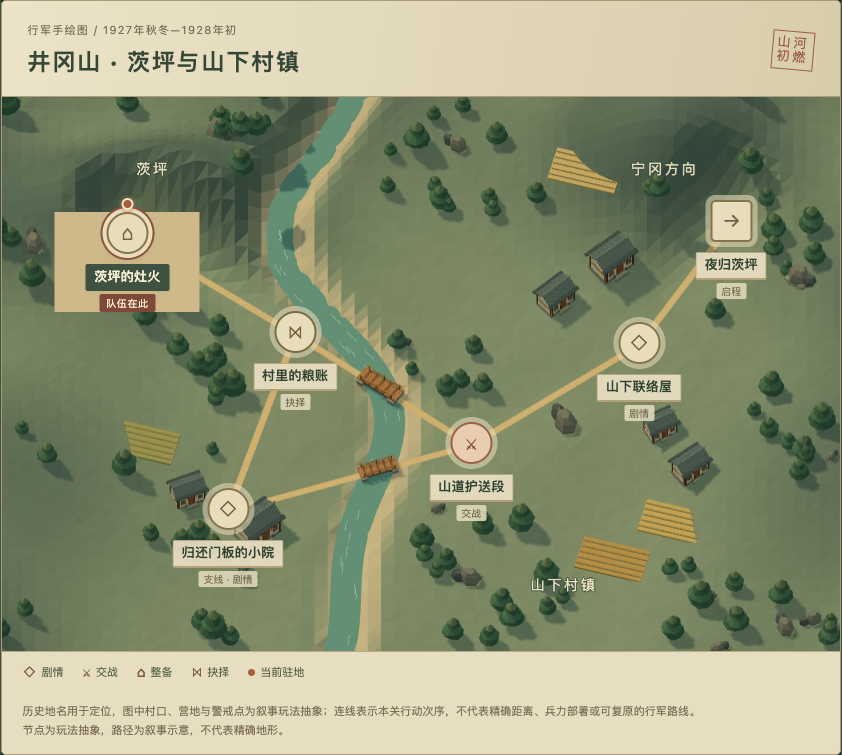 行军手绘图 / 1927年秋冬—1928年初
井冈山 · 茨坪与山下村镇
山河
初燃
茨坪
宁冈方向
茨坪的灶火
队伍在此
夜归茨坪
启程
村里的粮账
抉择
山下联络屋
剧情
山道护送段
交战
归还门板的小院
支线 · 剧情
山下村镇
剧情 交战 整备 抉择 当前驻地
历史地名用于定位，图中村口、营地与警戒点为叙事玩法抽象；连线表示本关行动次序，不代表精确距离、兵力部署或可复原的行军路线。
节点为玩法抽象，路径为叙事示意，不代表精确地形。